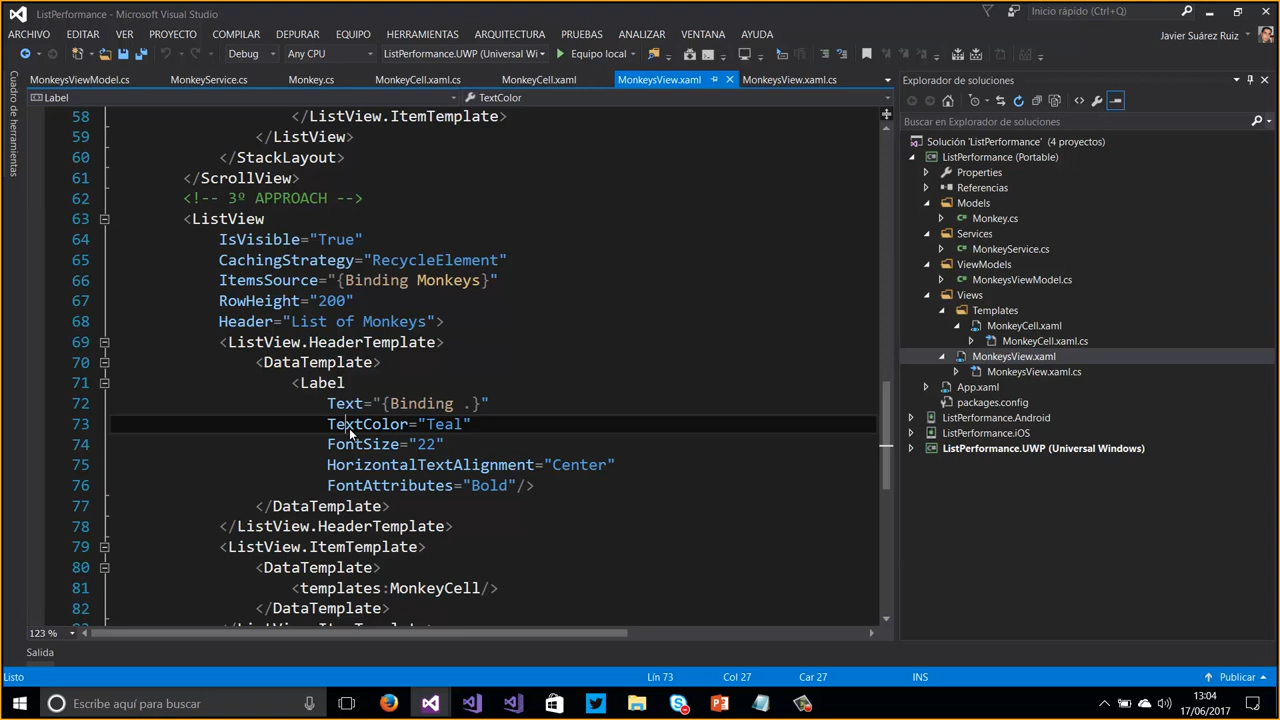 ListPerformance - Microsoft Visual Studio
Inicio rápido (Ctrl+Q)
ARCHIVO EDITAR VER PROYECTO COMPILAR DEPURAR EQUIPO HERRAMIENTAS ARQUITECTURA PRUEBAS ANALIZAR VENTANA AYUDA
Javier Suárez Ruiz
Debug Any CPU ListPerformance.UWP (Universal W Equipo local
MonkeysViewModel.cs MonkeyService.cs Monkey.cs MonkeyCell.xaml.cs MonkeyCell.xaml MonkeysView.xaml MonkeysView.xaml.cs
Label TextColor
Cuadro de herramientas
58 </ListView.ItemTemplate>
59 </ListView>
60 </StackLayout>
61 </ScrollView>
62 <!-- 3º APPROACH -->
63 <ListView
64 IsVisible="True"
65 CachingStrategy="RecycleElement"
66 ItemsSource="{Binding Monkeys}"
67 RowHeight="200"
68 Header="List of Monkeys">
69 <ListView.HeaderTemplate>
70 <DataTemplate>
71 <Label
72 Text="{Binding .}"
73 TextColor="Teal"
74 FontSize="22"
75 HorizontalTextAlignment="Center"
76 FontAttributes="Bold"/>
77 </DataTemplate>
78 </ListView.HeaderTemplate>
79 <ListView.ItemTemplate>
80 <DataTemplate>
81 <templates:MonkeyCell/>
82 </DataTemplate>
123 %
Explorador de soluciones
Buscar en Explorador de soluciones
Solución 'ListPerformance' (4 proyectos)
ListPerformance (Portable)
Properties
Referencias
Models
Monkey.cs
Services
MonkeyService.cs
ViewModels
MonkeysViewModel.cs
Views
Templates
MonkeyCell.xaml
MonkeyCell.xaml.cs
MonkeysView.xaml
MonkeysView.xaml.cs
App.xaml
packages.config
ListPerformance.Android
ListPerformance.iOS
ListPerformance.UWP (Universal Windows)
Salida
Listo Lín 73 Col 27 Car 27 INS Publicar
Escribe aquí para buscar
13:04
17/06/2017